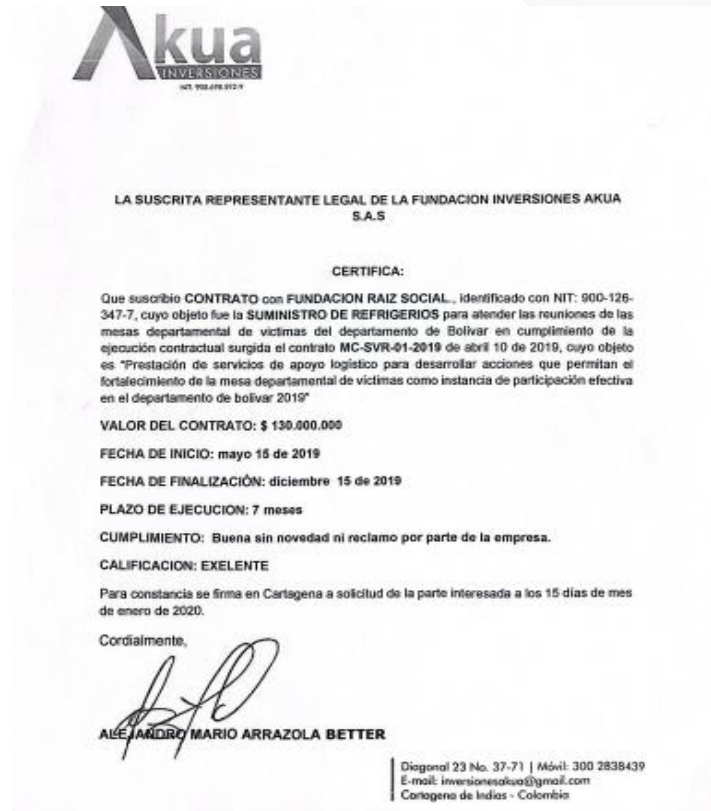 Akua
INVERSIONES
LA SUSCRITA REPRESENTANTE LEGAL DE LA FUNDACION INVERSIONES AKUA
S.A.S
CERTIFICA:
Que suscribio CONTRATO con FUNDACION RAIZ SOCIAL., identificado con NIT: 900-126-
347-7, cuyo objeto fue la SUMINISTRO DE REFRIGERIOS para atender las reuniones de las
mesas departamental de victimas del departamento de Bolivar en cumplimiento de la
ejecución contractual surgida el contrato MC-SVR-01-2019 de abril 10 de 2019, cuyo objeto
es "Prestación de servicios de apoyo logístico para desarrollar acciones que permitan el
fortalecimiento de la mesa departamental de víctimas como instancia de participación efectiva
en el departamento de bolivar 2019"
VALOR DEL CONTRATO: $ 130.000.000
FECHA DE INICIO: mayo 15 de 2019
FECHA DE FINALIZACIÓN: diciembre 15 de 2019
PLAZO DE EJECUCION: 7 meses
CUMPLIMIENTO: Buena sin novedad ni reclamo por parte de la empresa.
CALIFICACION: EXELENTE
Para constancia se firma en Cartagena a solicitud de la parte interesada a los 15 días de mes
de enero de 2020.
Cordialmente,
ALEJANDRO MARIO ARRAZOLA BETTER
Diagonal 23 No. 37-71 | Móvil: 300 2838439
E-mail: inversionesakua@gmail.com
Cartagena de Indias - Colombia